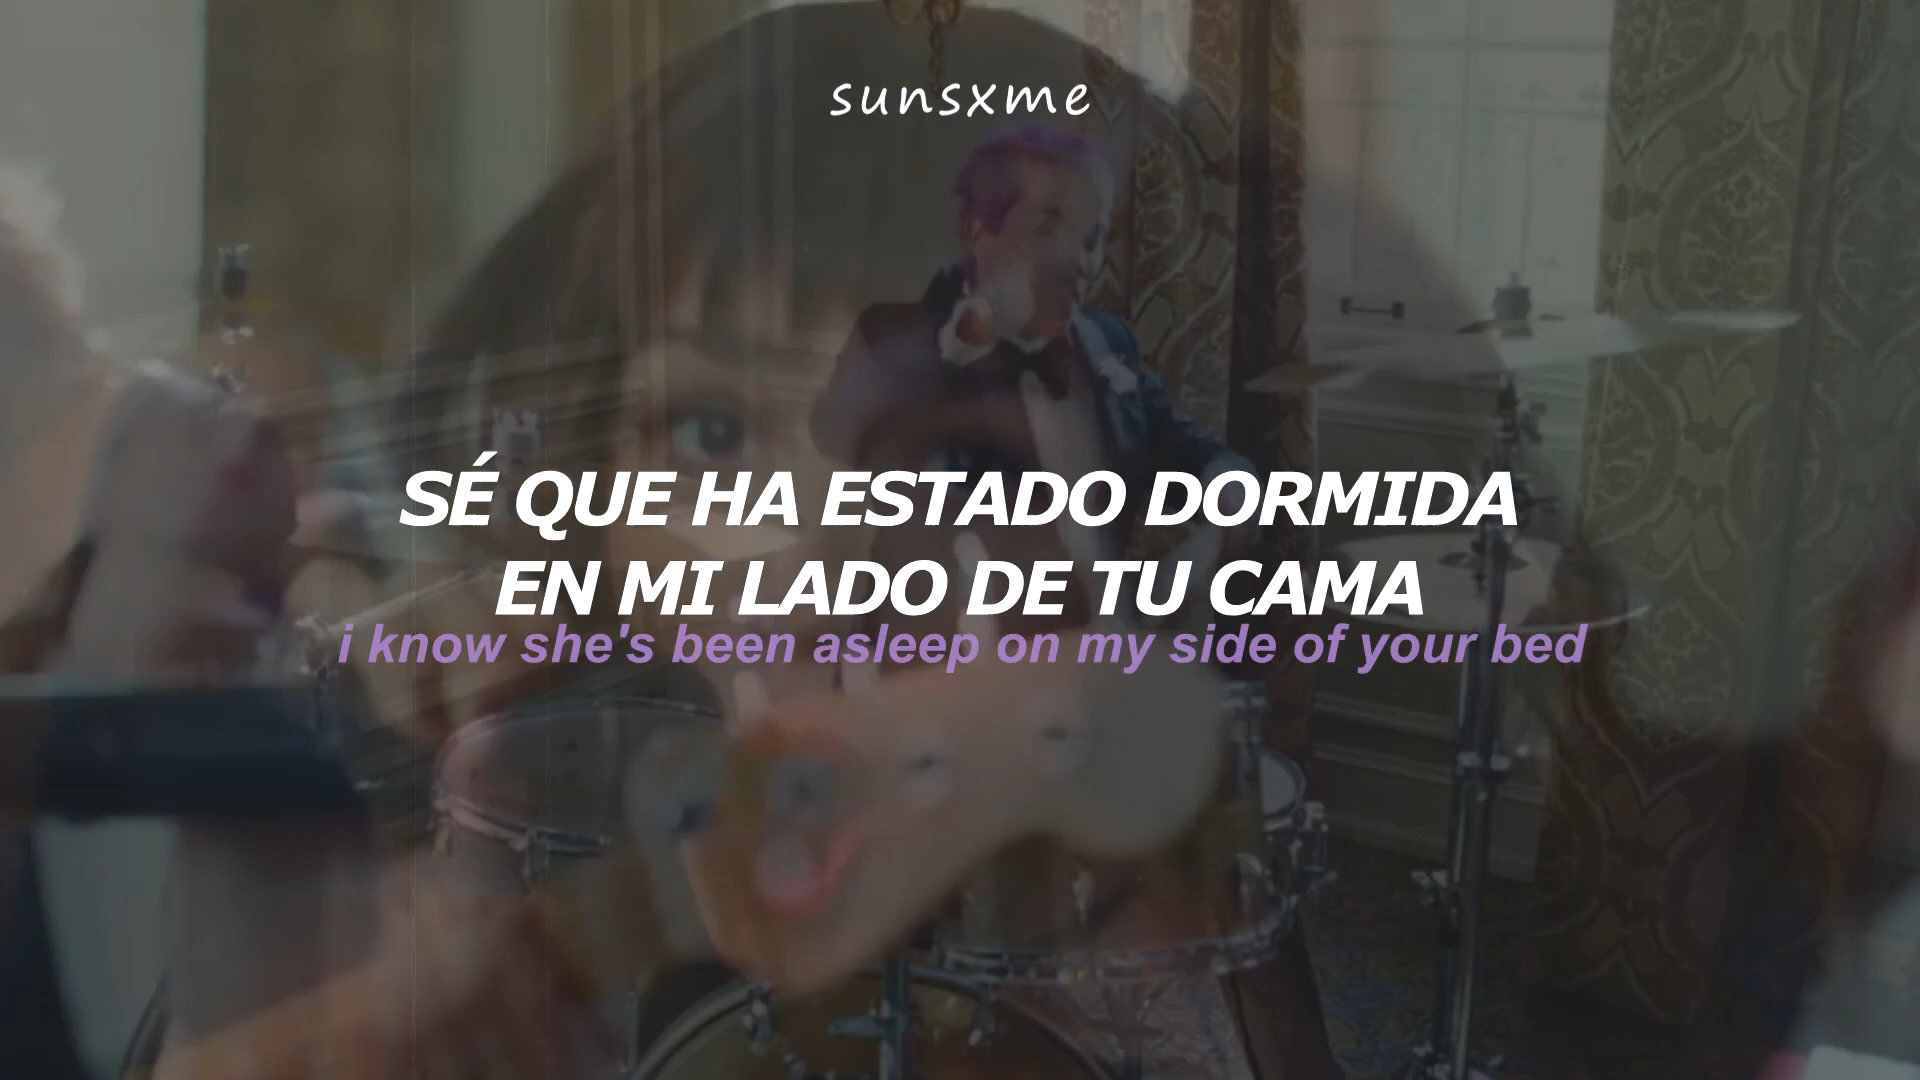 sunsxme
SÉ QUE HA ESTADO DORMIDA
EN MI LADO DE TU CAMA
i know she's been asleep on my side of your bed